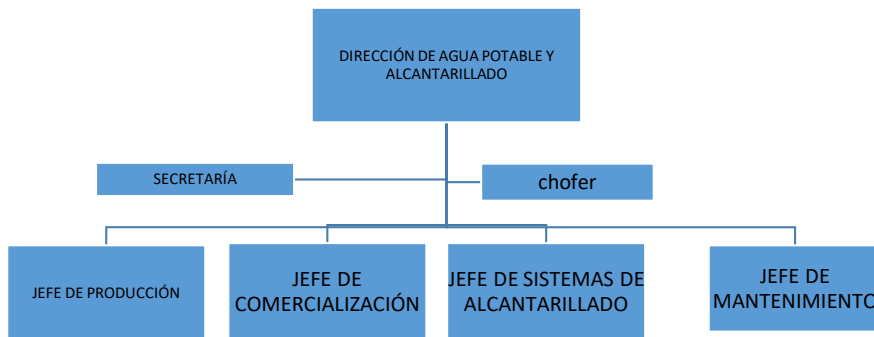 DIRECCIÓN DE AGUA POTABLE Y
ALCANTARILLADO
SECRETARÍA
chofer
JEFE DE PRODUCCIÓN
JEFE DE
COMERCIALIZACIÓN
JEFE DE SISTEMAS DE
ALCANTARILLADO
JEFE DE
MANTENIMIENTO